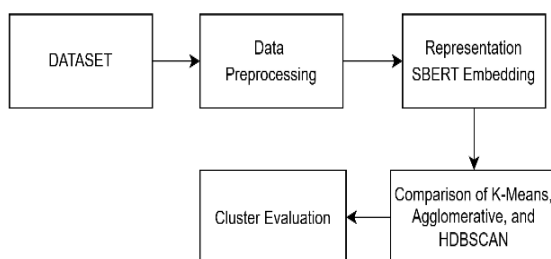 DATASET
Data
Preprocessing
Representation
SBERT Embedding
Comparison of K-Means,
Agglomerative, and
HDBSCAN
Cluster Evaluation